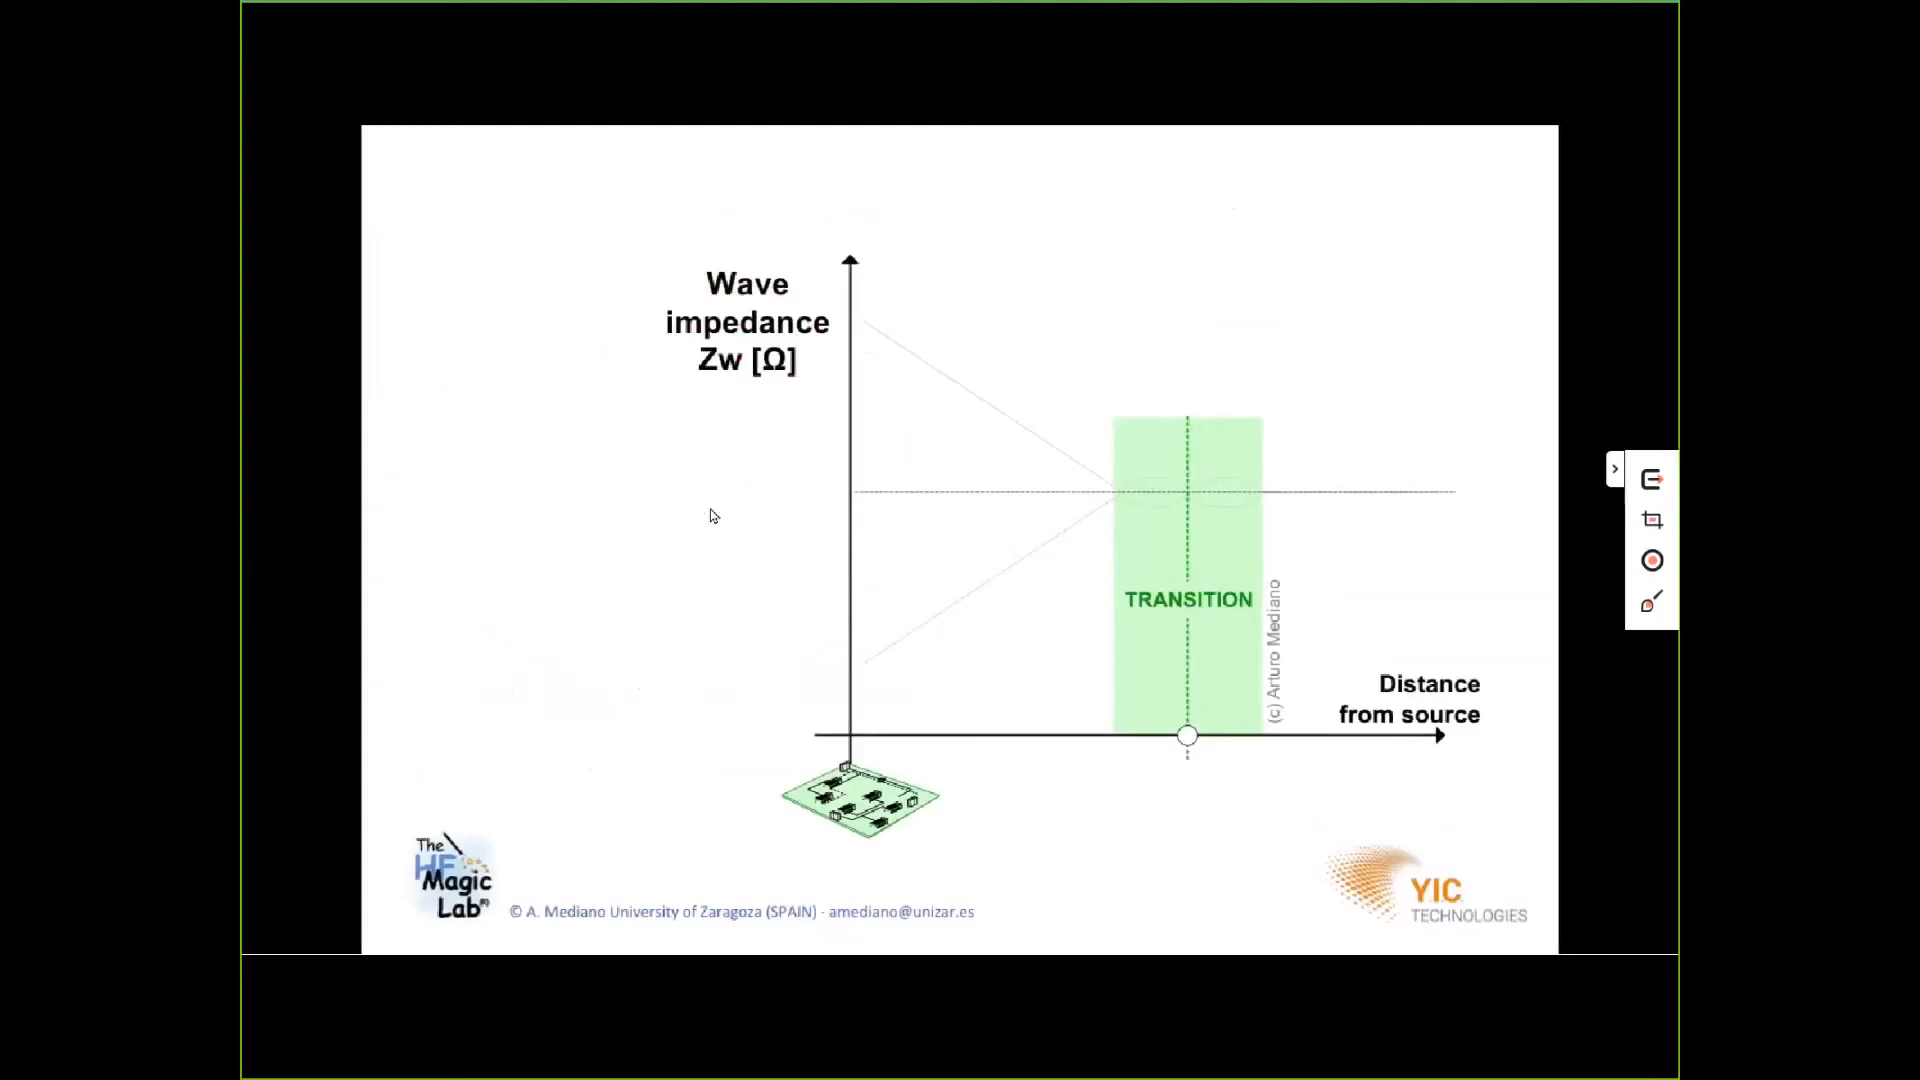 Wave
impedance
Zw [Ω]
TRANSITION
(c) Arturo Mediano
Distance
from source
The
HF
Magic
Lab®
© A. Mediano University of Zaragoza (SPAIN) - amediano@unizar.es
YIC
TECHNOLOGIES